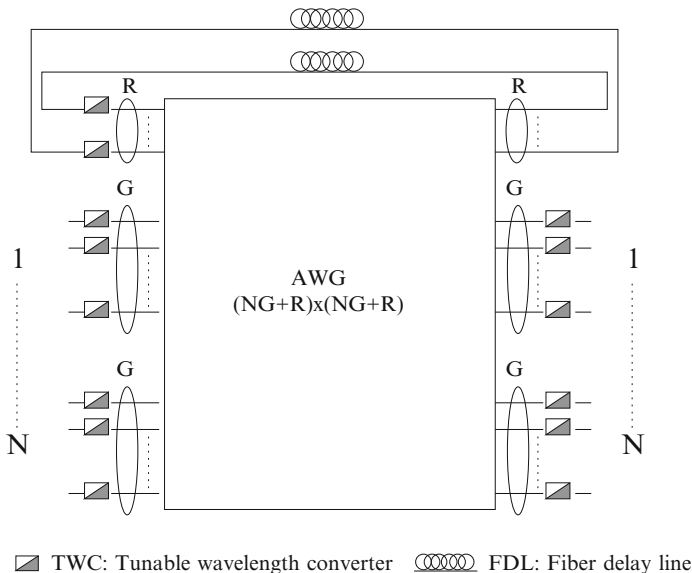 R
R
G
G
1
1
AWG
(NG+R)x(NG+R)
G
G
N
N
TWC: Tunable wavelength converter
FDL: Fiber delay line